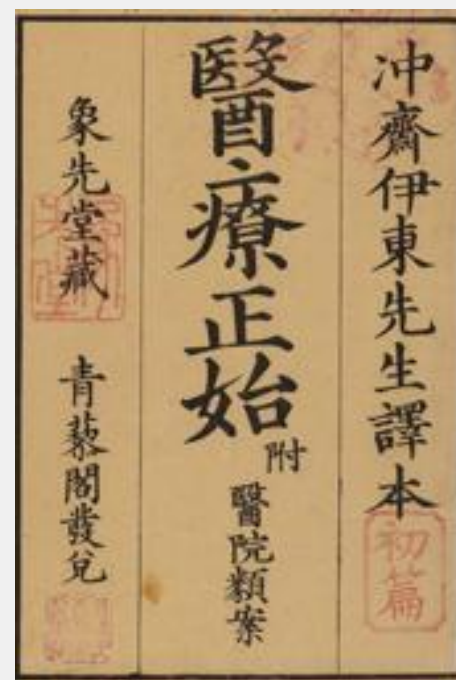 冲齋伊東先生譯本
初篇
醫療正始
附
醫院類案
象先堂藏
青藜閣發兌